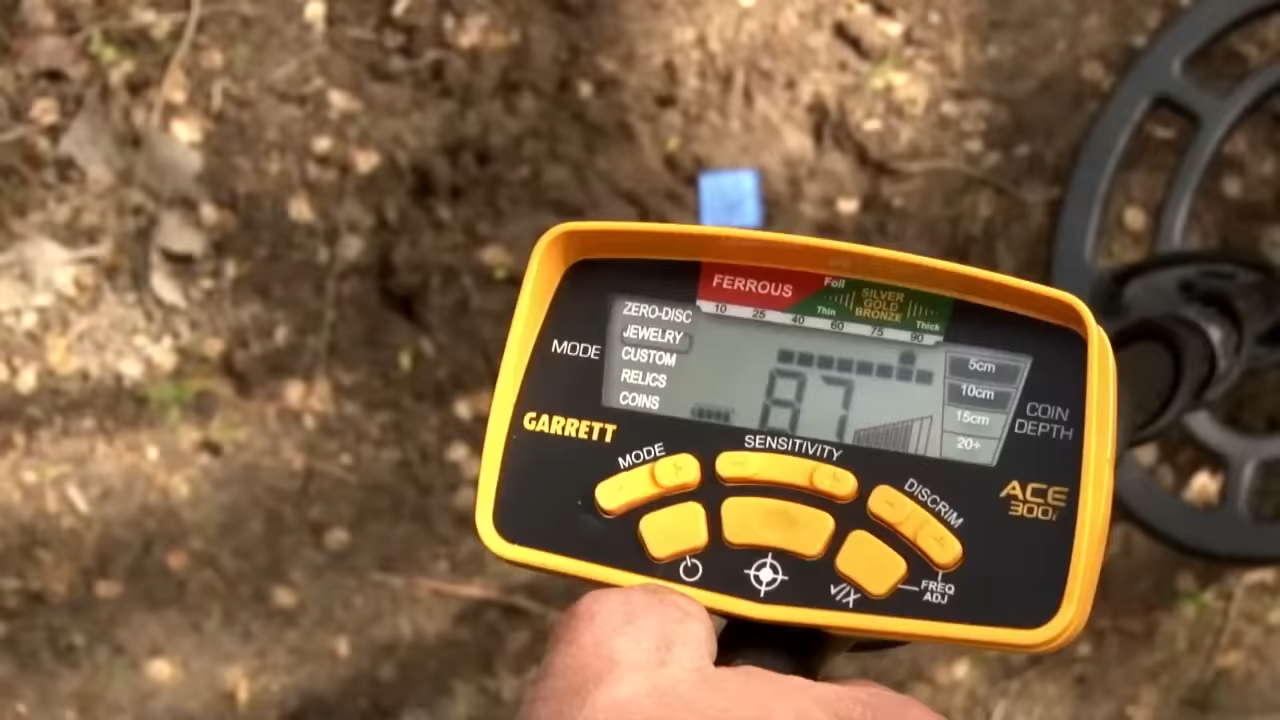 FERROUS
Foil
SILVER
GOLD
BRONZE
Thin
Thick
10 25 40 60 75 90
MODE
ZERO-DISC
JEWELRY
CUSTOM
RELICS
COINS
87
5cm
10cm
15cm
20+
COIN
DEPTH
GARRETT
ACE
300i
MODE
SENSITIVITY
DISCRIM
- +
- +
- +
√/X
FREQ
ADJ